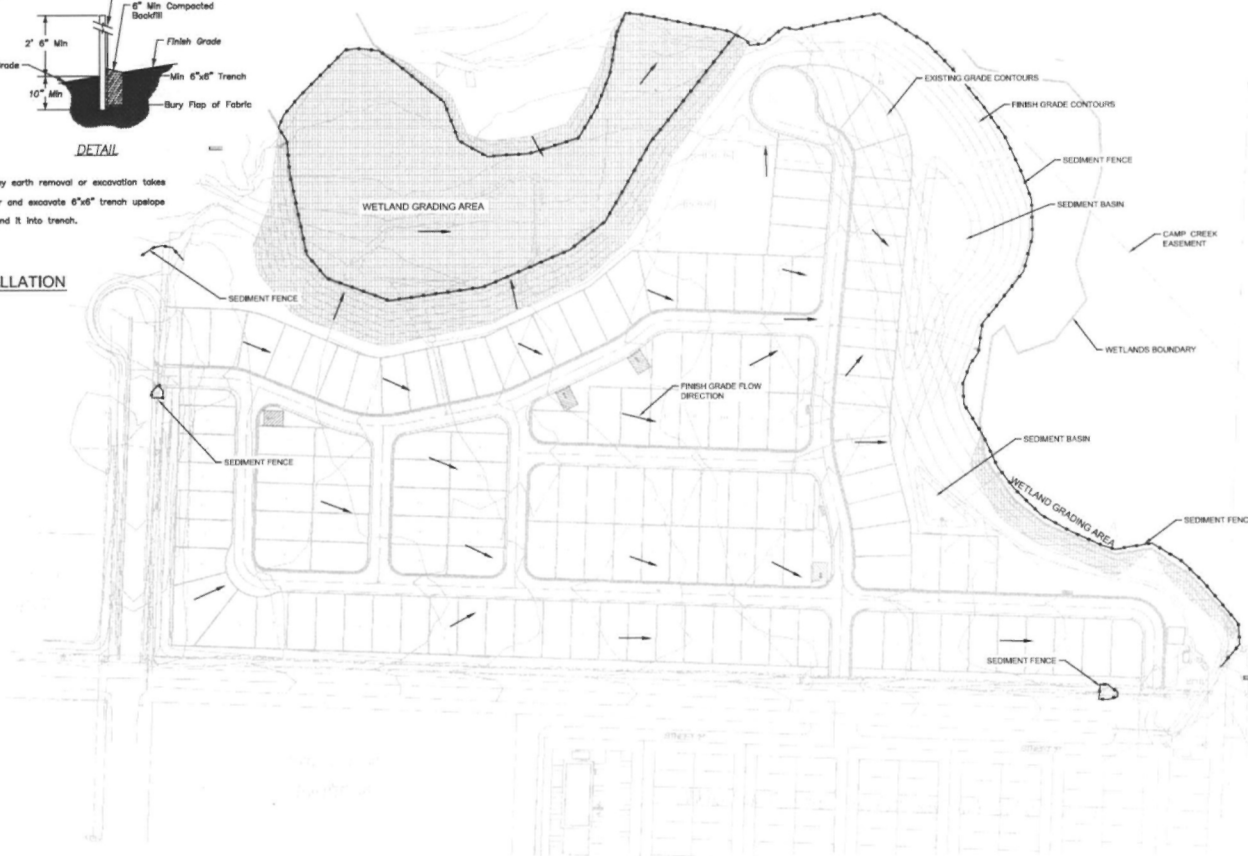 6" Min Compacted
Backfill
2' 6" Min
Finish Grade
Min 6"x6" Trench
10" Min
Bury Flap of Fabric
DETAIL
earth removal or excavation takes
and excavate 6"x6" trench upslope
it into trench.
EXISTING GRADE CONTOURS
FINISH GRADE CONTOURS
SEDIMENT FENCE
SEDIMENT BASIN
WETLAND GRADING AREA
CAMP CREEK
EASEMENT
SEDIMENT FENCE
WETLANDS BOUNDARY
FINISH GRADE FLOW
DIRECTION
SEDIMENT BASIN
SEDIMENT FENCE
WETLAND GRADING AREA
SEDIMENT FENC
SEDIMENT FENCE